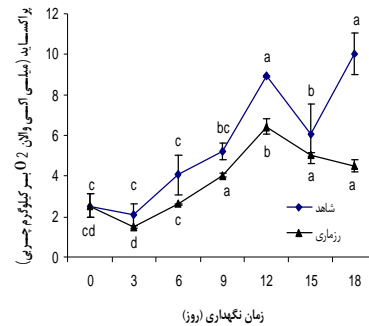 پراکساید (میلی اکی والان O2 بر کیلوگرم چربی)
12
10
8
6
4
2
0
c
cd
c
d
c
c
bc
a
a
b
b
a
a
a
شاهد
رزماری
0 3 6 9 12 15 18
زمان نگهداری (روز)